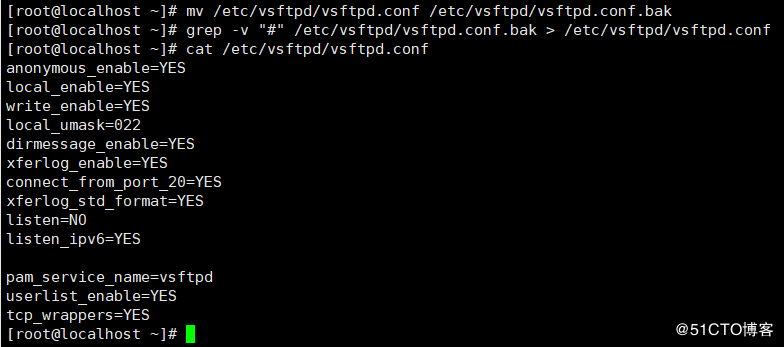 [root@localhost ~]# mv /etc/vsftpd/vsftpd.conf /etc/vsftpd/vsftpd.conf.bak
[root@localhost ~]# grep -v "#" /etc/vsftpd/vsftpd.conf.bak > /etc/vsftpd/vsftpd.conf
[root@localhost ~]# cat /etc/vsftpd/vsftpd.conf
anonymous_enable=YES
local_enable=YES
write_enable=YES
local_umask=022
dirmessage_enable=YES
xferlog_enable=YES
connect_from_port_20=YES
xferlog_std_format=YES
listen=NO
listen_ipv6=YES

pam_service_name=vsftpd
userlist_enable=YES
tcp_wrappers=YES
[root@localhost ~]#
@51CTO博客